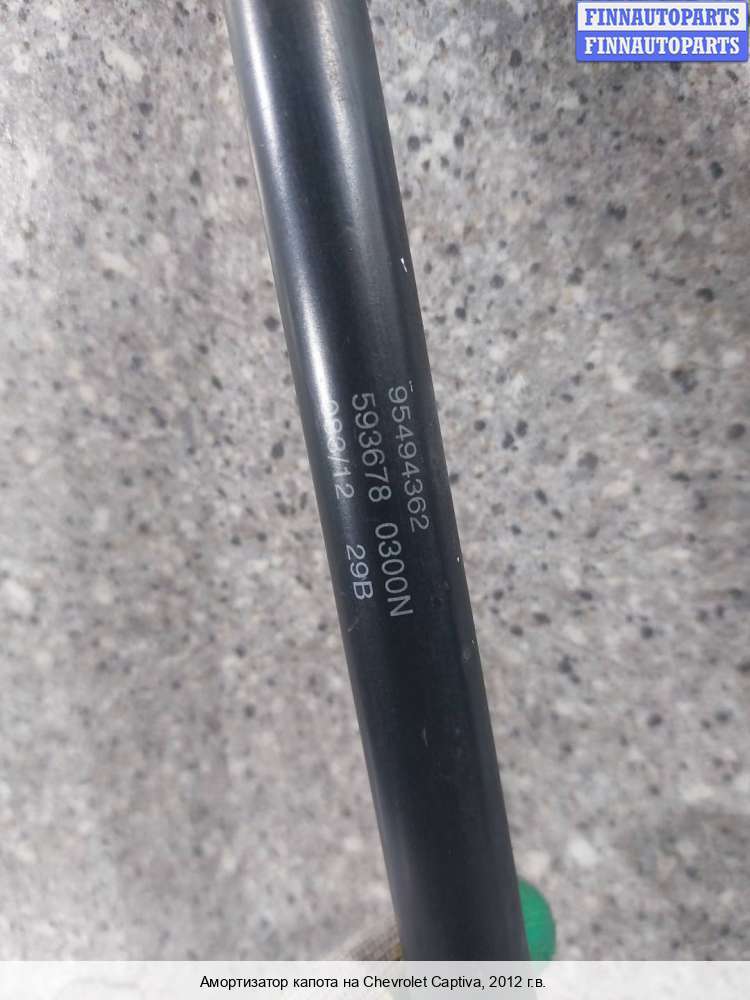 FINNAUTOPARTS
FINNAUTOPARTS
95494362
593678 0300N
29B
Амортизатор капота на Chevrolet Captiva, 2012 г.в.